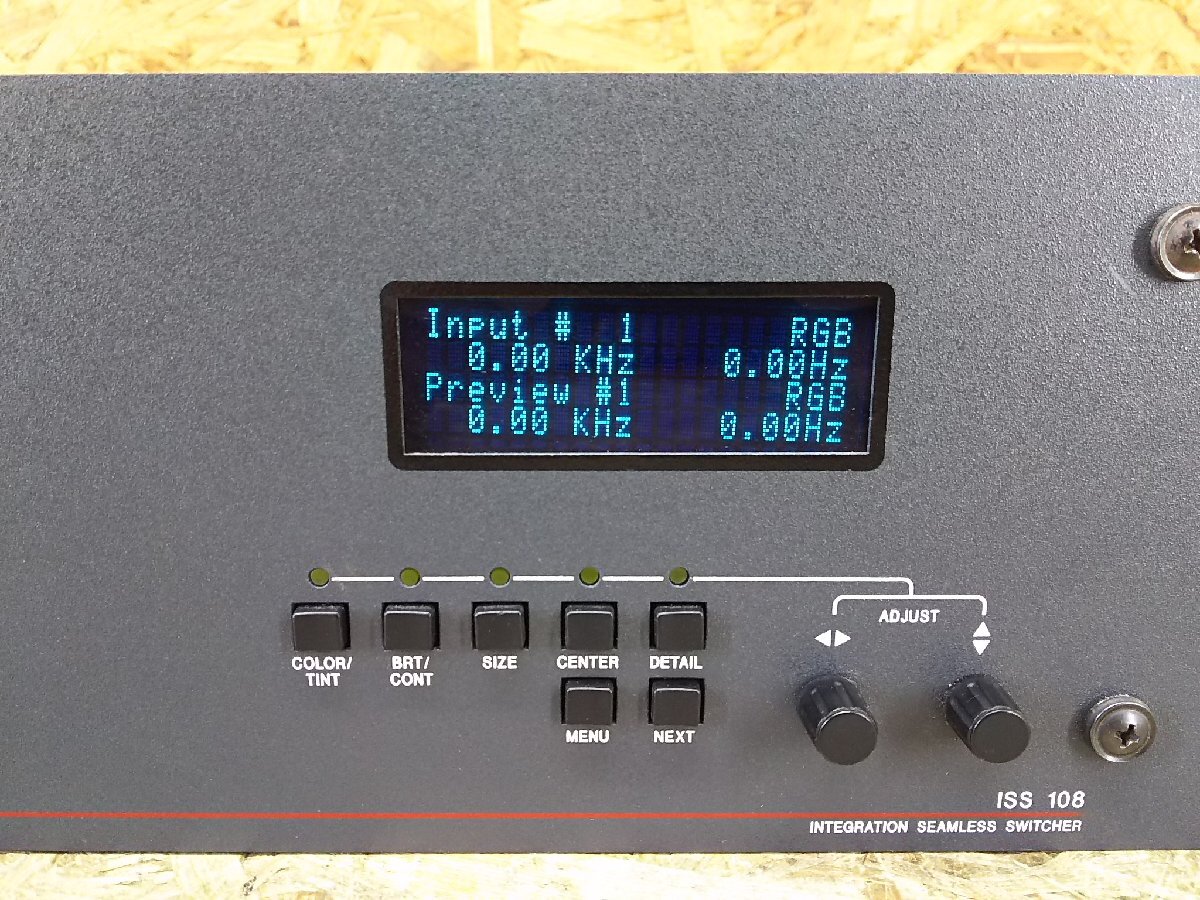 Input # 1 RGB
0.00 KHz 0.00Hz
Preview #1 RGB
0.00 KHz 0.00Hz
ADJUST
COLOR/
TINT
BRT/
CONT
SIZE
CENTER
DETAIL
MENU
NEXT
ISS 108
INTEGRATION SEAMLESS SWITCHER